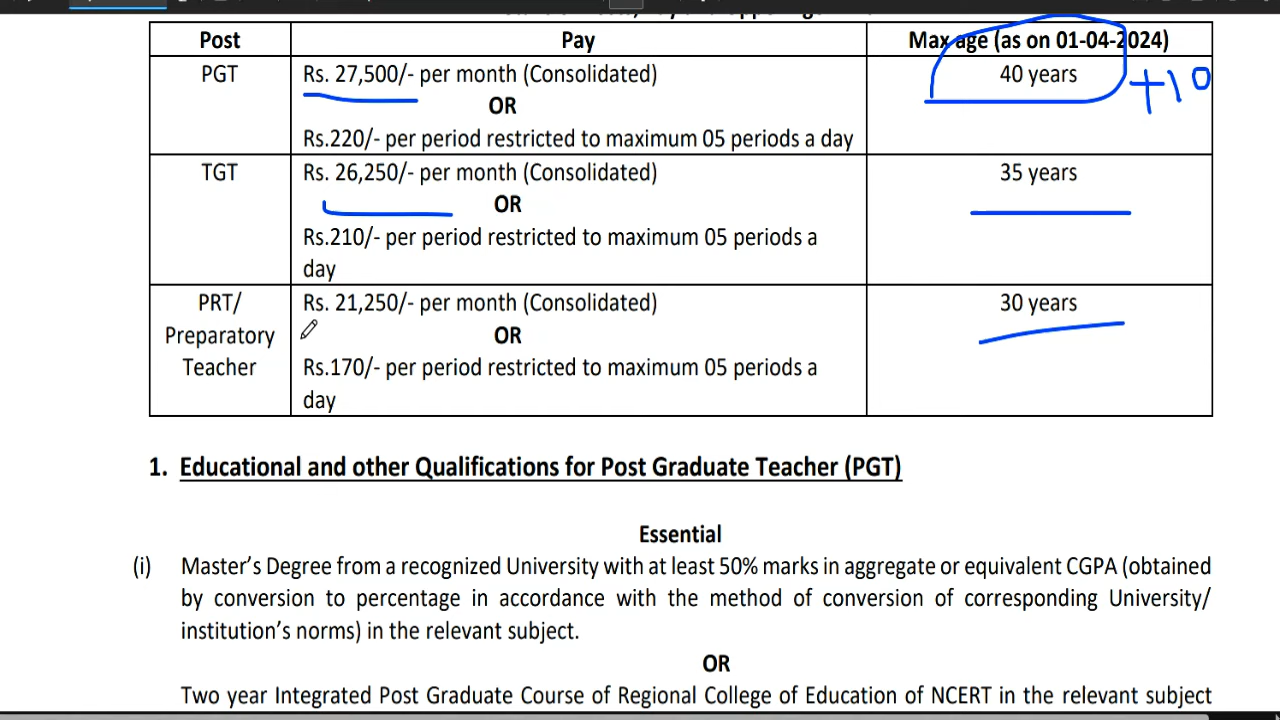 Post Pay Max age (as on 01-04-2024)
PGT Rs. 27,500/- per month (Consolidated) 40 years +10
OR
Rs.220/- per period restricted to maximum 05 periods a day
TGT Rs. 26,250/- per month (Consolidated) 35 years
OR
Rs.210/- per period restricted to maximum 05 periods a
day
PRT/ Rs. 21,250/- per month (Consolidated) 30 years
Preparatory OR
Teacher Rs.170/- per period restricted to maximum 05 periods a
day
1. Educational and other Qualifications for Post Graduate Teacher (PGT)
Essential
(i) Master’s Degree from a recognized University with at least 50% marks in aggregate or equivalent CGPA (obtained
by conversion to percentage in accordance with the method of conversion of corresponding University/
institution’s norms) in the relevant subject.
OR
Two year Integrated Post Graduate Course of Regional College of Education of NCERT in the relevant subject